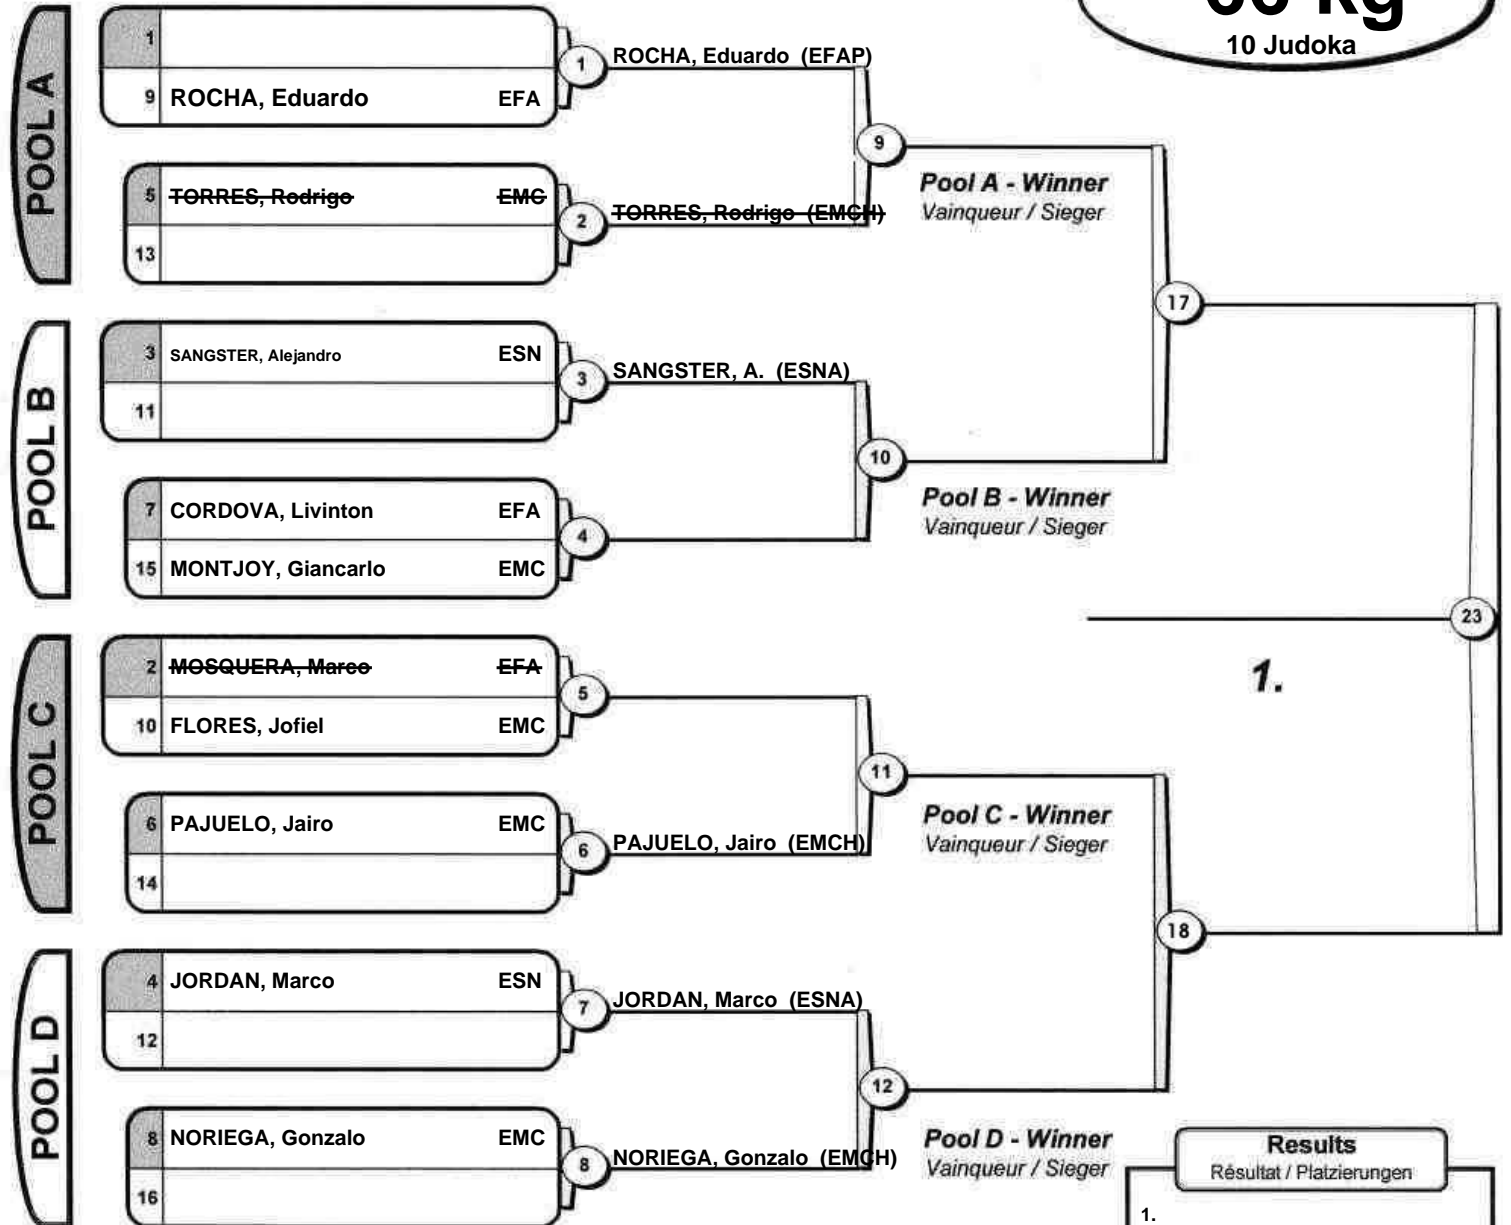 kg
10 Judoka
POOL A
1
9 ROCHA, Eduardo EFA
1
ROCHA, Eduardo (EFAP)
5 TORRES, Rodrigo EMC
13
2
TORRES, Rodrigo (EMCH)
9
Pool A - Winner
Vainqueur / Sieger
POOL B
3 SANGSTER, Alejandro ESN
11
3
SANGSTER, A. (ESNA)
7 CORDOVA, Livinton EFA
15 MONTJOY, Giancarlo EMC
4
10
Pool B - Winner
Vainqueur / Sieger
17
POOL C
2 MOSQUERA, Marco EFA
10 FLORES, Jofiel EMC
5
6 PAJUELO, Jairo EMC
14
6
PAJUELO, Jairo (EMCH)
11
Pool C - Winner
Vainqueur / Sieger
POOL D
4 JORDAN, Marco ESN
12
7
JORDAN, Marco (ESNA)
8 NORIEGA, Gonzalo EMC
16
8
NORIEGA, Gonzalo (EMCH)
12
Pool D - Winner
Vainqueur / Sieger
18
23
1.
Results
Résultat / Platzierungen
1.